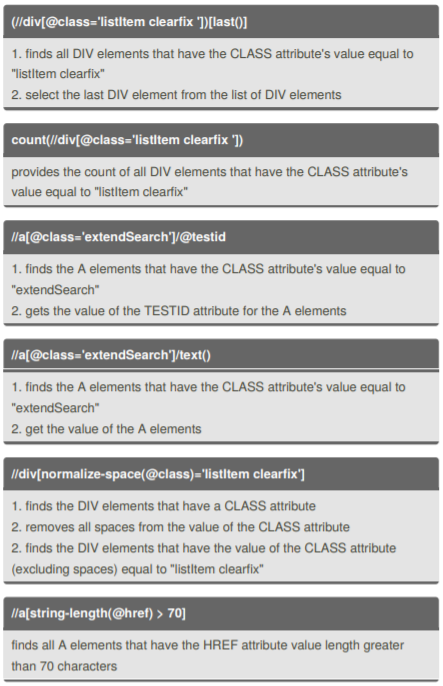 (//div[@class='listItem clearfix '])[last()]
1. finds all DIV elements that have the CLASS attribute's value equal to
"listItem clearfix"
2. select the last DIV element from the list of DIV elements
count(//div[@class='listItem clearfix '])
provides the count of all DIV elements that have the CLASS attribute's
value equal to "listItem clearfix"
//a[@class='extendSearch']/@testid
1. finds the A elements that have the CLASS attribute's value equal to
"extendSearch"
2. gets the value of the TESTID attribute for the A elements
//a[@class='extendSearch']/text()
1. finds the A elements that have the CLASS attribute's value equal to
"extendSearch"
2. get the value of the A elements
//div[normalize-space(@class)='listItem clearfix']
1. finds the DIV elements that have a CLASS attribute
2. removes all spaces from the value of the CLASS attribute
2. finds the DIV elements that have the value of the CLASS attribute
(excluding spaces) equal to "listItem clearfix"
//a[string-length(@href) > 70]
finds all A elements that have the HREF attribute value length greater
than 70 characters